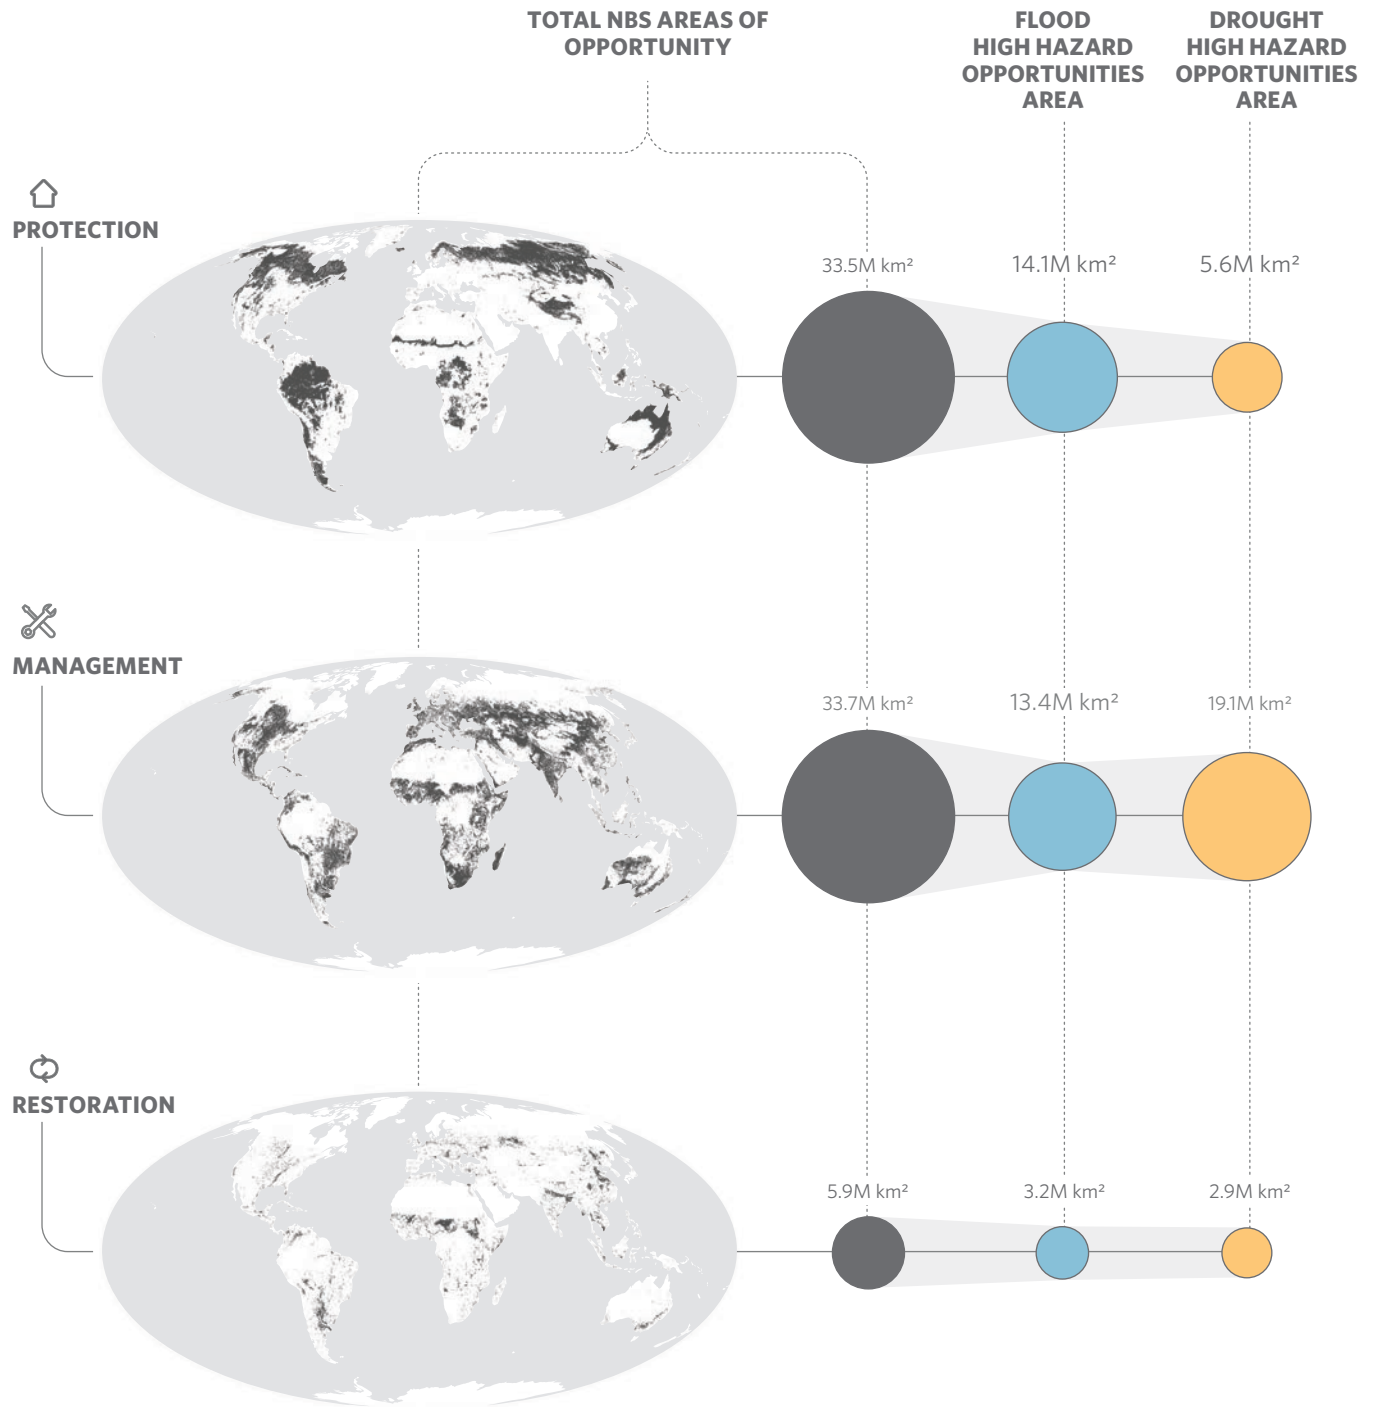 TOTAL NBS AREAS OF
OPPORTUNITY
FLOOD
HIGH HAZARD
OPPORTUNITIES
AREA
DROUGHT
HIGH HAZARD
OPPORTUNITIES
AREA
PROTECTION
33.5M km²
14.1M km²
5.6M km²
MANAGEMENT
33.7M km²
13.4M km²
19.1M km²
RESTORATION
5.9M km²
3.2M km²
2.9M km²